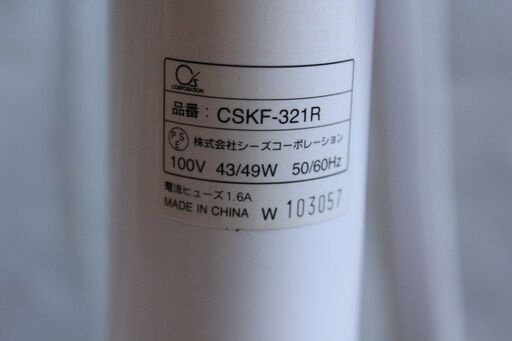 C's
CORPORATION
品番: CSKF-321R
PSE 株式会社シーズコーポレーション
100V 43/49W 50/60Hz
電流ヒューズ1.6A
MADE IN CHINA W 103057